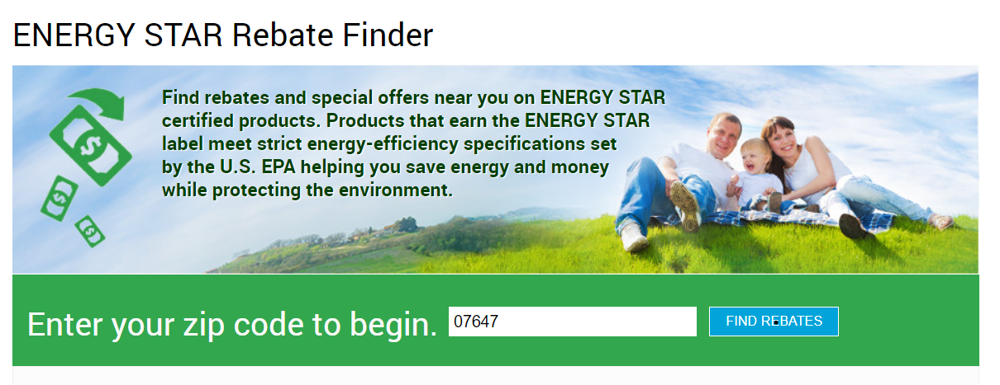 ENERGY STAR Rebate Finder
Find rebates and special offers near you on ENERGY STAR
certified products. Products that earn the ENERGY STAR
label meet strict energy-efficiency specifications set
by the U.S. EPA helping you save energy and money
while protecting the environment.
Enter your zip code to begin. 07647 FIND REBATES